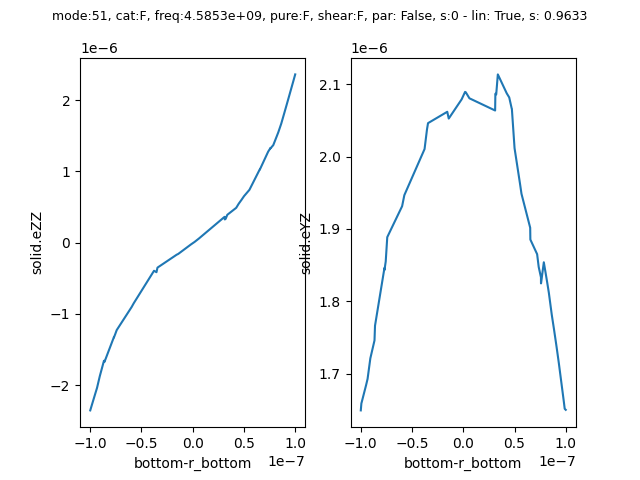 mode:51, cat:F, freq:4.5853e+09, pure:F, shear:F, par: False, s:0 - lin: True, s: 0.9633
1e−6
2
1
0
−1
−2
solid.eZZ
−1.0 −0.5 0.0 0.5 1.0
bottom-r_bottom 1e−7
1e−6
2.1
2.0
1.9
1.8
1.7
solid.eYZ
−1.0 −0.5 0.0 0.5 1.0
bottom-r_bottom 1e−7